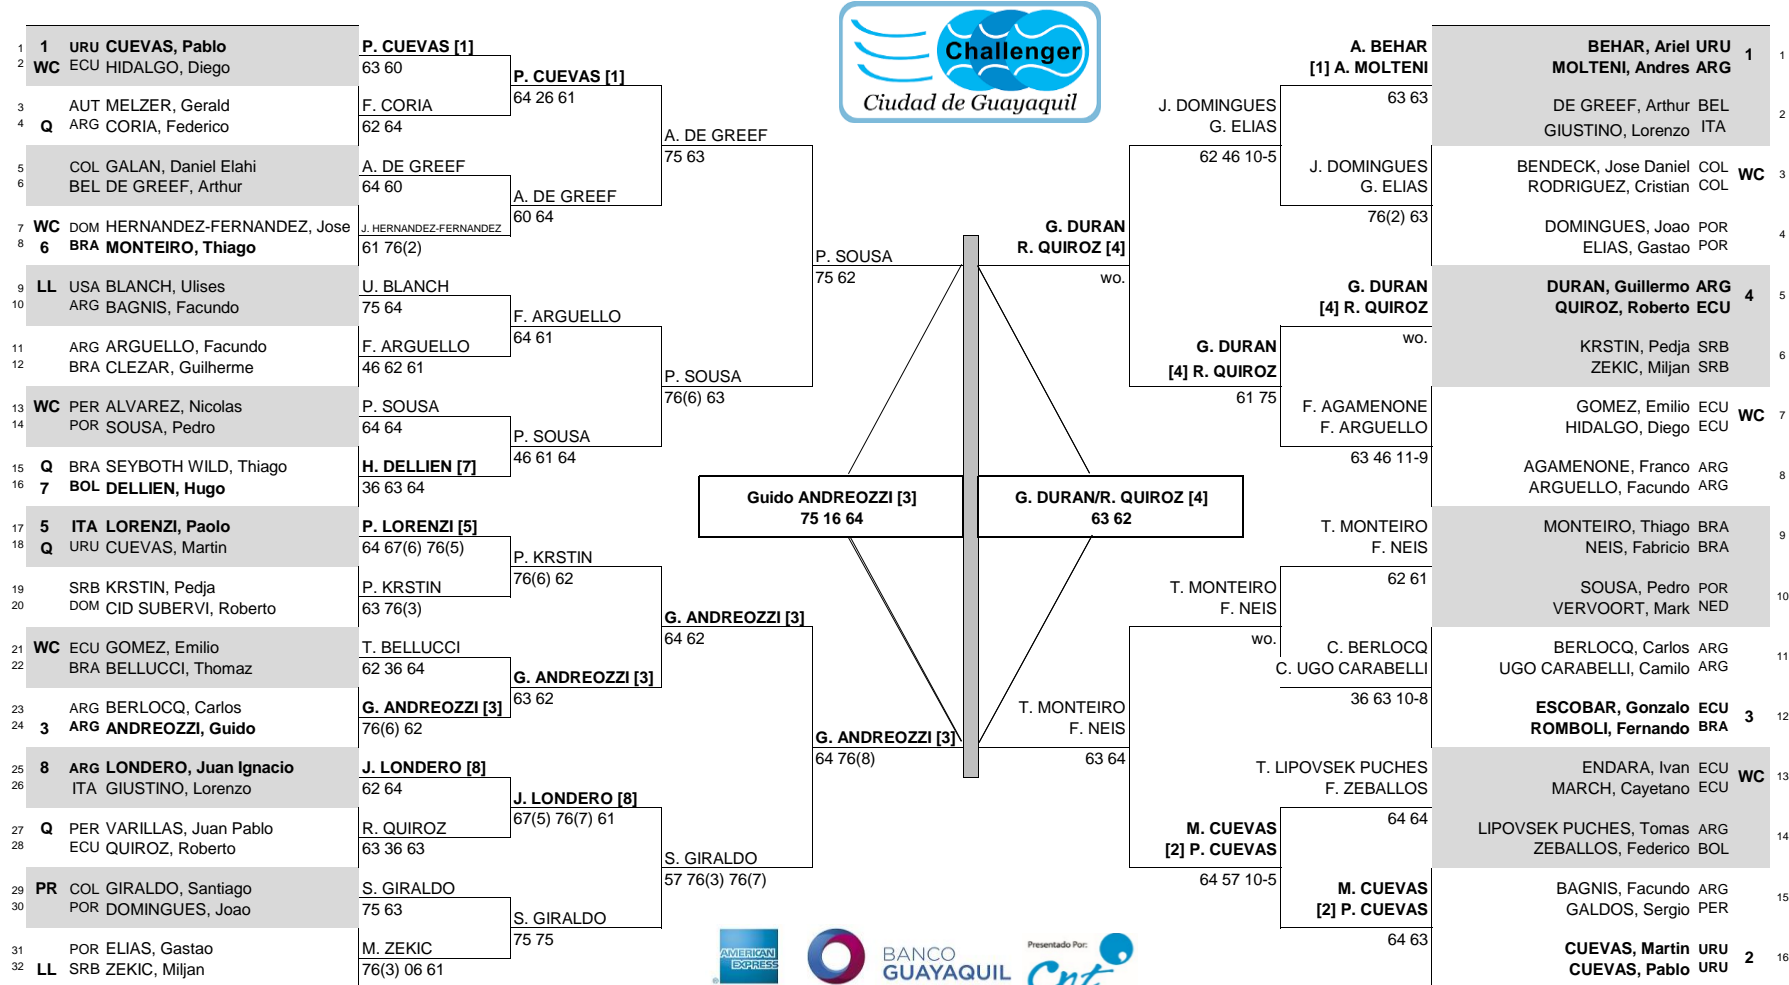 1 1 URU CUEVAS, Pablo
2 WC ECU HIDALGO, Diego
3 AUT MELZER, Gerald
4 Q ARG CORIA, Federico
5 COL GALAN, Daniel Elahi
6 BEL DE GREEF, Arthur
7 WC DOM HERNANDEZ-FERNANDEZ, Jose
8 6 BRA MONTEIRO, Thiago
9 LL USA BLANCH, Ulises
10 ARG BAGNIS, Facundo
11 ARG ARGUELLO, Facundo
12 BRA CLEZAR, Guilherme
13 WC PER ALVAREZ, Nicolas
14 POR SOUSA, Pedro
15 Q BRA SEYBOTH WILD, Thiago
16 7 BOL DELLIEN, Hugo
17 5 ITA LORENZI, Paolo
18 Q URU CUEVAS, Martin
19 SRB KRSTIN, Pedja
20 DOM CID SUBERVI, Roberto
21 WC ECU GOMEZ, Emilio
22 BRA BELLUCCI, Thomaz
23 ARG BERLOCQ, Carlos
24 3 ARG ANDREOZZI, Guido
25 8 ARG LONDERO, Juan Ignacio
26 ITA GIUSTINO, Lorenzo
27 Q PER VARILLAS, Juan Pablo
28 ECU QUIROZ, Roberto
29 PR COL GIRALDO, Santiago
30 POR DOMINGUES, Joao
31 POR ELIAS, Gastao
32 LL SRB ZEKIC, Miljan
P. CUEVAS [1]
63 60
F. CORIA
62 64
A. DE GREEF
64 60
J. HERNANDEZ-FERNANDEZ
61 76(2)
U. BLANCH
75 64
F. ARGUELLO
46 62 61
P. SOUSA
64 64
H. DELLIEN [7]
36 63 64
P. LORENZI [5]
64 67(6) 76(5)
P. KRSTIN
63 76(3)
T. BELLUCCI
62 36 64
G. ANDREOZZI [3]
76(6) 62
J. LONDERO [8]
62 64
R. QUIROZ
63 36 63
S. GIRALDO
75 63
M. ZEKIC
76(3) 06 61
P. CUEVAS [1]
64 26 61
A. DE GREEF
60 64
F. ARGUELLO
64 61
P. SOUSA
46 61 64
P. KRSTIN
76(6) 62
G. ANDREOZZI [3]
63 62
J. LONDERO [8]
67(5) 76(7) 61
S. GIRALDO
75 75
A. DE GREEF
75 63
P. SOUSA
76(6) 63
G. ANDREOZZI [3]
64 62
S. GIRALDO
57 76(3) 76(7)
P. SOUSA
75 62
G. ANDREOZZI [3]
64 76(8)
Guido ANDREOZZI [3]
75 16 64
Challenger
Ciudad de Guayaquil
G. DURAN/R. QUIROZ [4]
63 62
G. DURAN
R. QUIROZ [4]
wo.
T. MONTEIRO
F. NEIS
63 64
J. DOMINGUES
G. ELIAS
62 46 10-5
G. DURAN
[4] R. QUIROZ
61 75
T. MONTEIRO
F. NEIS
wo.
M. CUEVAS
[2] P. CUEVAS
64 57 10-5
A. BEHAR
[1] A. MOLTENI
63 63
J. DOMINGUES
G. ELIAS
76(2) 63
G. DURAN
[4] R. QUIROZ
wo.
F. AGAMENONE
F. ARGUELLO
63 46 11-9
T. MONTEIRO
F. NEIS
62 61
C. BERLOCQ
C. UGO CARABELLI
36 63 10-8
T. LIPOVSEK PUCHES
F. ZEBALLOS
64 64
M. CUEVAS
[2] P. CUEVAS
64 63
BEHAR, Ariel URU 1 1
MOLTENI, Andres ARG
DE GREEF, Arthur BEL 2
GIUSTINO, Lorenzo ITA
BENDECK, Jose Daniel COL WC 3
RODRIGUEZ, Cristian COL
DOMINGUES, Joao POR 4
ELIAS, Gastao POR
DURAN, Guillermo ARG 4 5
QUIROZ, Roberto ECU
KRSTIN, Pedja SRB 6
ZEKIC, Miljan SRB
GOMEZ, Emilio ECU WC 7
HIDALGO, Diego ECU
AGAMENONE, Franco ARG 8
ARGUELLO, Facundo ARG
MONTEIRO, Thiago BRA 9
NEIS, Fabricio BRA
SOUSA, Pedro POR 10
VERVOORT, Mark NED
BERLOCQ, Carlos ARG 11
UGO CARABELLI, Camilo ARG
ESCOBAR, Gonzalo ECU 3 12
ROMBOLI, Fernando BRA
ENDARA, Ivan ECU WC 13
MARCH, Cayetano ECU
LIPOVSEK PUCHES, Tomas ARG 14
ZEBALLOS, Federico BOL
BAGNIS, Facundo ARG 15
GALDOS, Sergio PER
CUEVAS, Martin URU 2 16
CUEVAS, Pablo URU
AMERICAN
EXPRESS
®
BANCO
GUAYAQUIL
Presentado Por:
Cnt